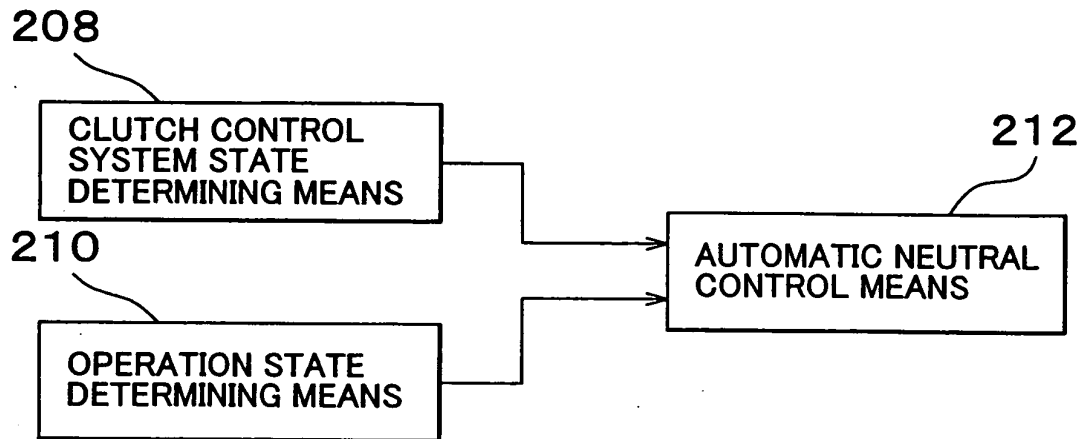 208
CLUTCH CONTROL
SYSTEM STATE
DETERMINING MEANS
212
AUTOMATIC NEUTRAL
CONTROL MEANS
210
OPERATION STATE
DETERMINING MEANS